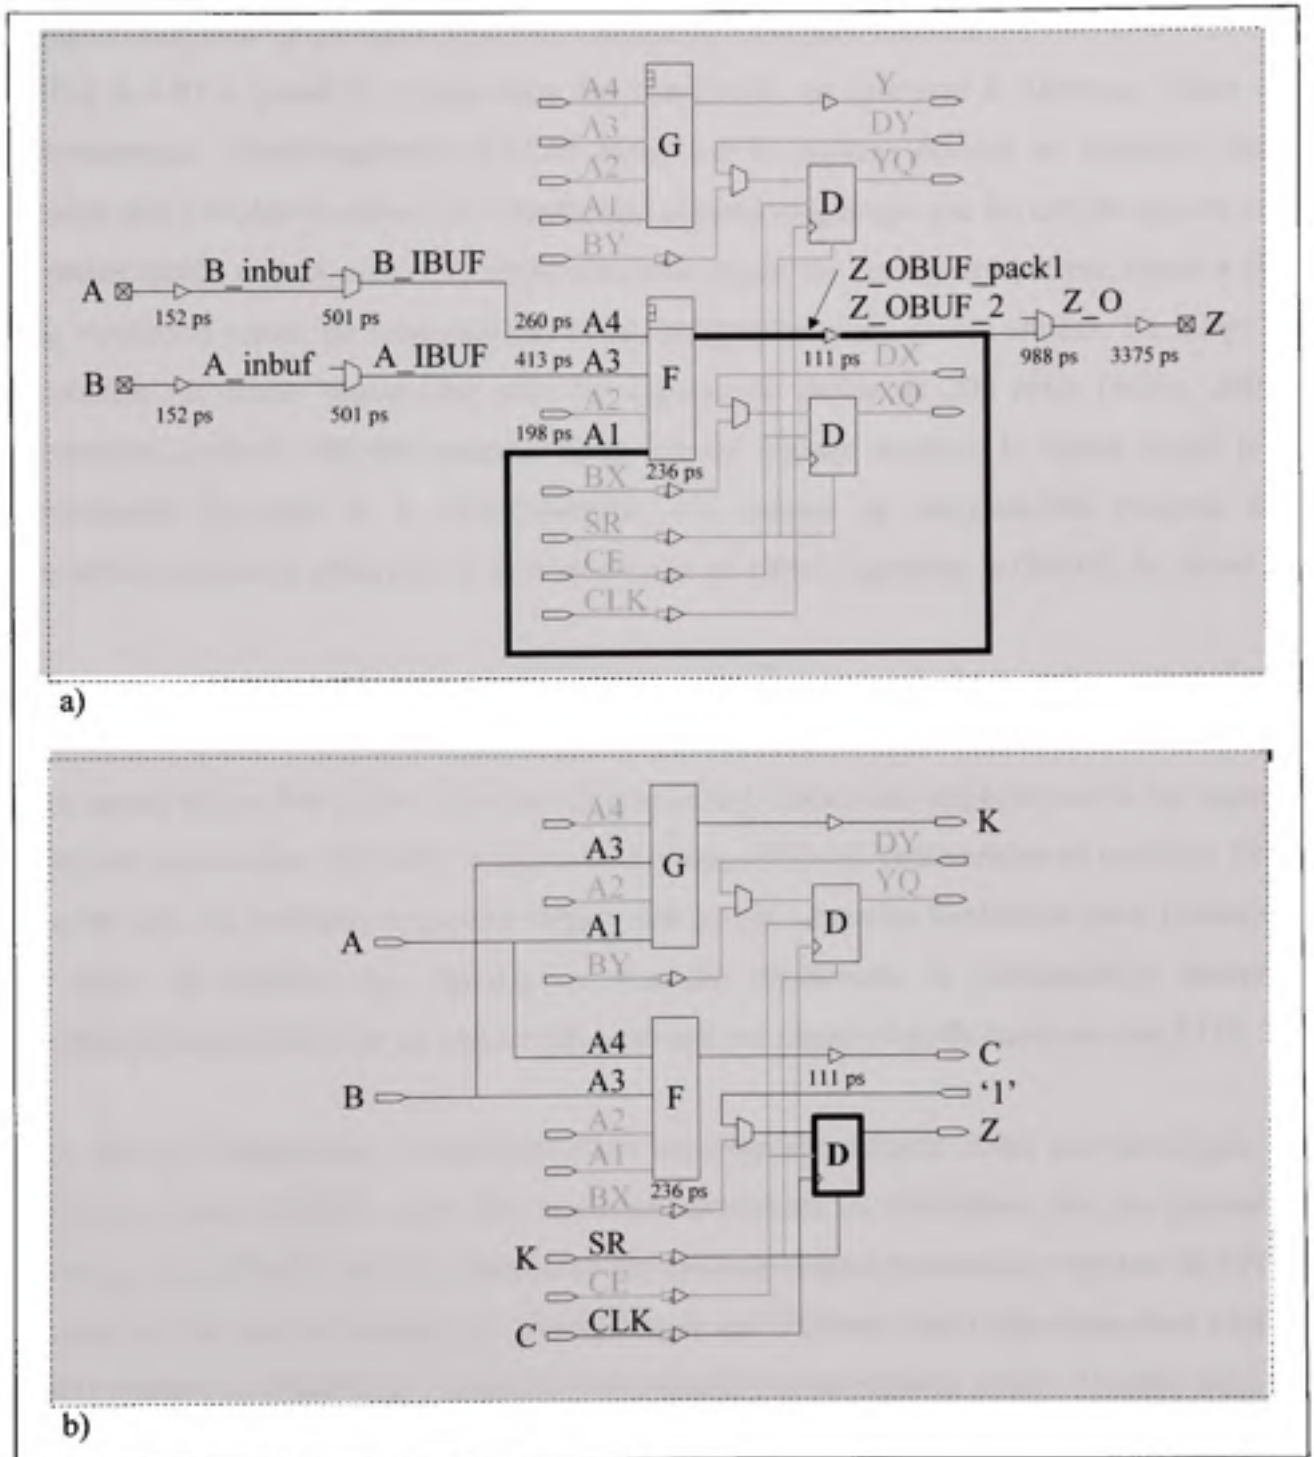 A4
Y
A3
DY
G
A2
YQ
D
A1
BY
B_inbuf
B_IBUF
Z_OBUF_pack1
A
Z_OBUF_2
Z_O
152 ps
501 ps
260 ps
A4
Z
A_inbuf
A_IBUF
413 ps
A3
111 ps
DX
988 ps
3375 ps
B
F
A2
XQ
152 ps
501 ps
198 ps
A1
D
236 ps
BX
SR
CE
CLK
a)
A4
K
A3
DY
G
A2
YQ
A
A1
D
BY
A4
C
111 ps
B
A3
F
'1'
A2
Z
A1
D
236 ps
BX
K
SR
CE
C
CLK
b)